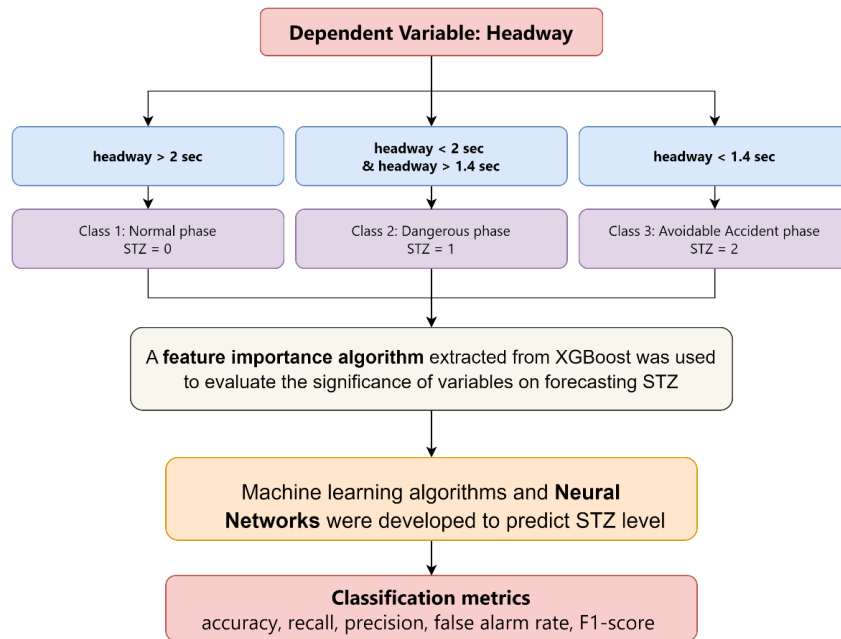 Dependent Variable: Headway
headway > 2 sec
headway < 2 sec
& headway > 1.4 sec
headway < 1.4 sec
Class 1: Normal phase
STZ = 0
Class 2: Dangerous phase
STZ = 1
Class 3: Avoidable Accident phase
STZ = 2
A feature importance algorithm extracted from XGBoost was used
to evaluate the significance of variables on forecasting STZ
Machine learning algorithms and Neural
Networks were developed to predict STZ level
Classification metrics
accuracy, recall, precision, false alarm rate, F1-score